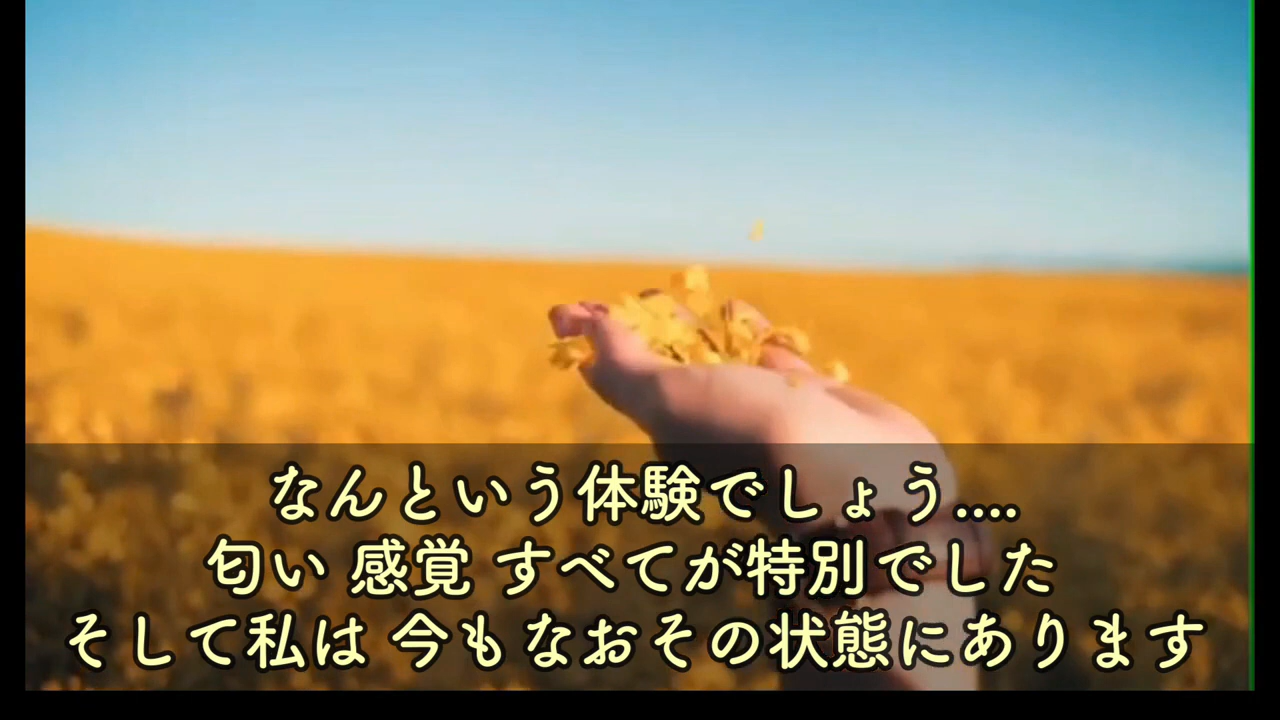 なんという体験でしょう....
匂い 感覚 すべてが特別でした
そして私は 今もなおその状態にあります